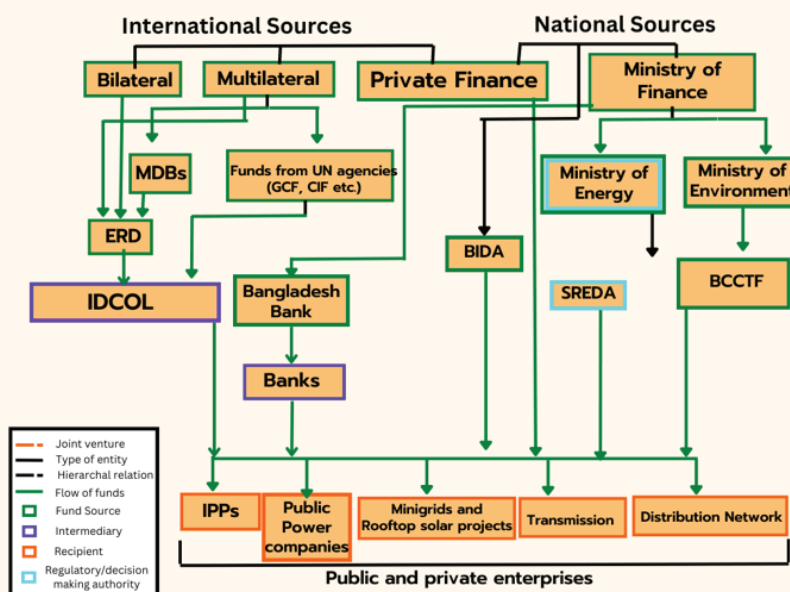 International Sources
National Sources
Bilateral
Multilateral
Private Finance
Ministry of
Finance
MDBs
Funds from UN agencies
(GCF, CIF etc.)
Ministry of
Energy
Ministry of
Environment
ERD
BIDA
IDCOL
Bangladesh
Bank
SREDA
BCCTF
Banks
Joint venture
Type of entity
Hierarchal relation
Flow of funds
Fund Source
Intermediary
Recipient
Regulatory/decision
making authority
IPPs
Public
Power
companies
Minigrids and
Rooftop solar projects
Transmission
Distribution Network
Public and private enterprises